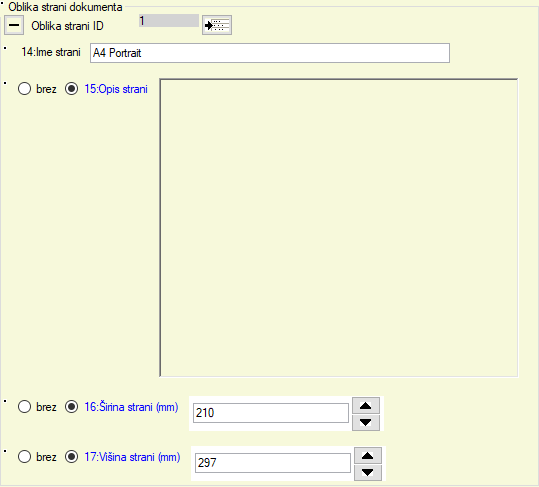 Oblika strani dokumenta
Oblika strani ID 1
14:Ime strani A4 Portrait
brez 15:Opis strani
brez 16:Širina strani (mm) 210
brez 17:Višina strani (mm) 297